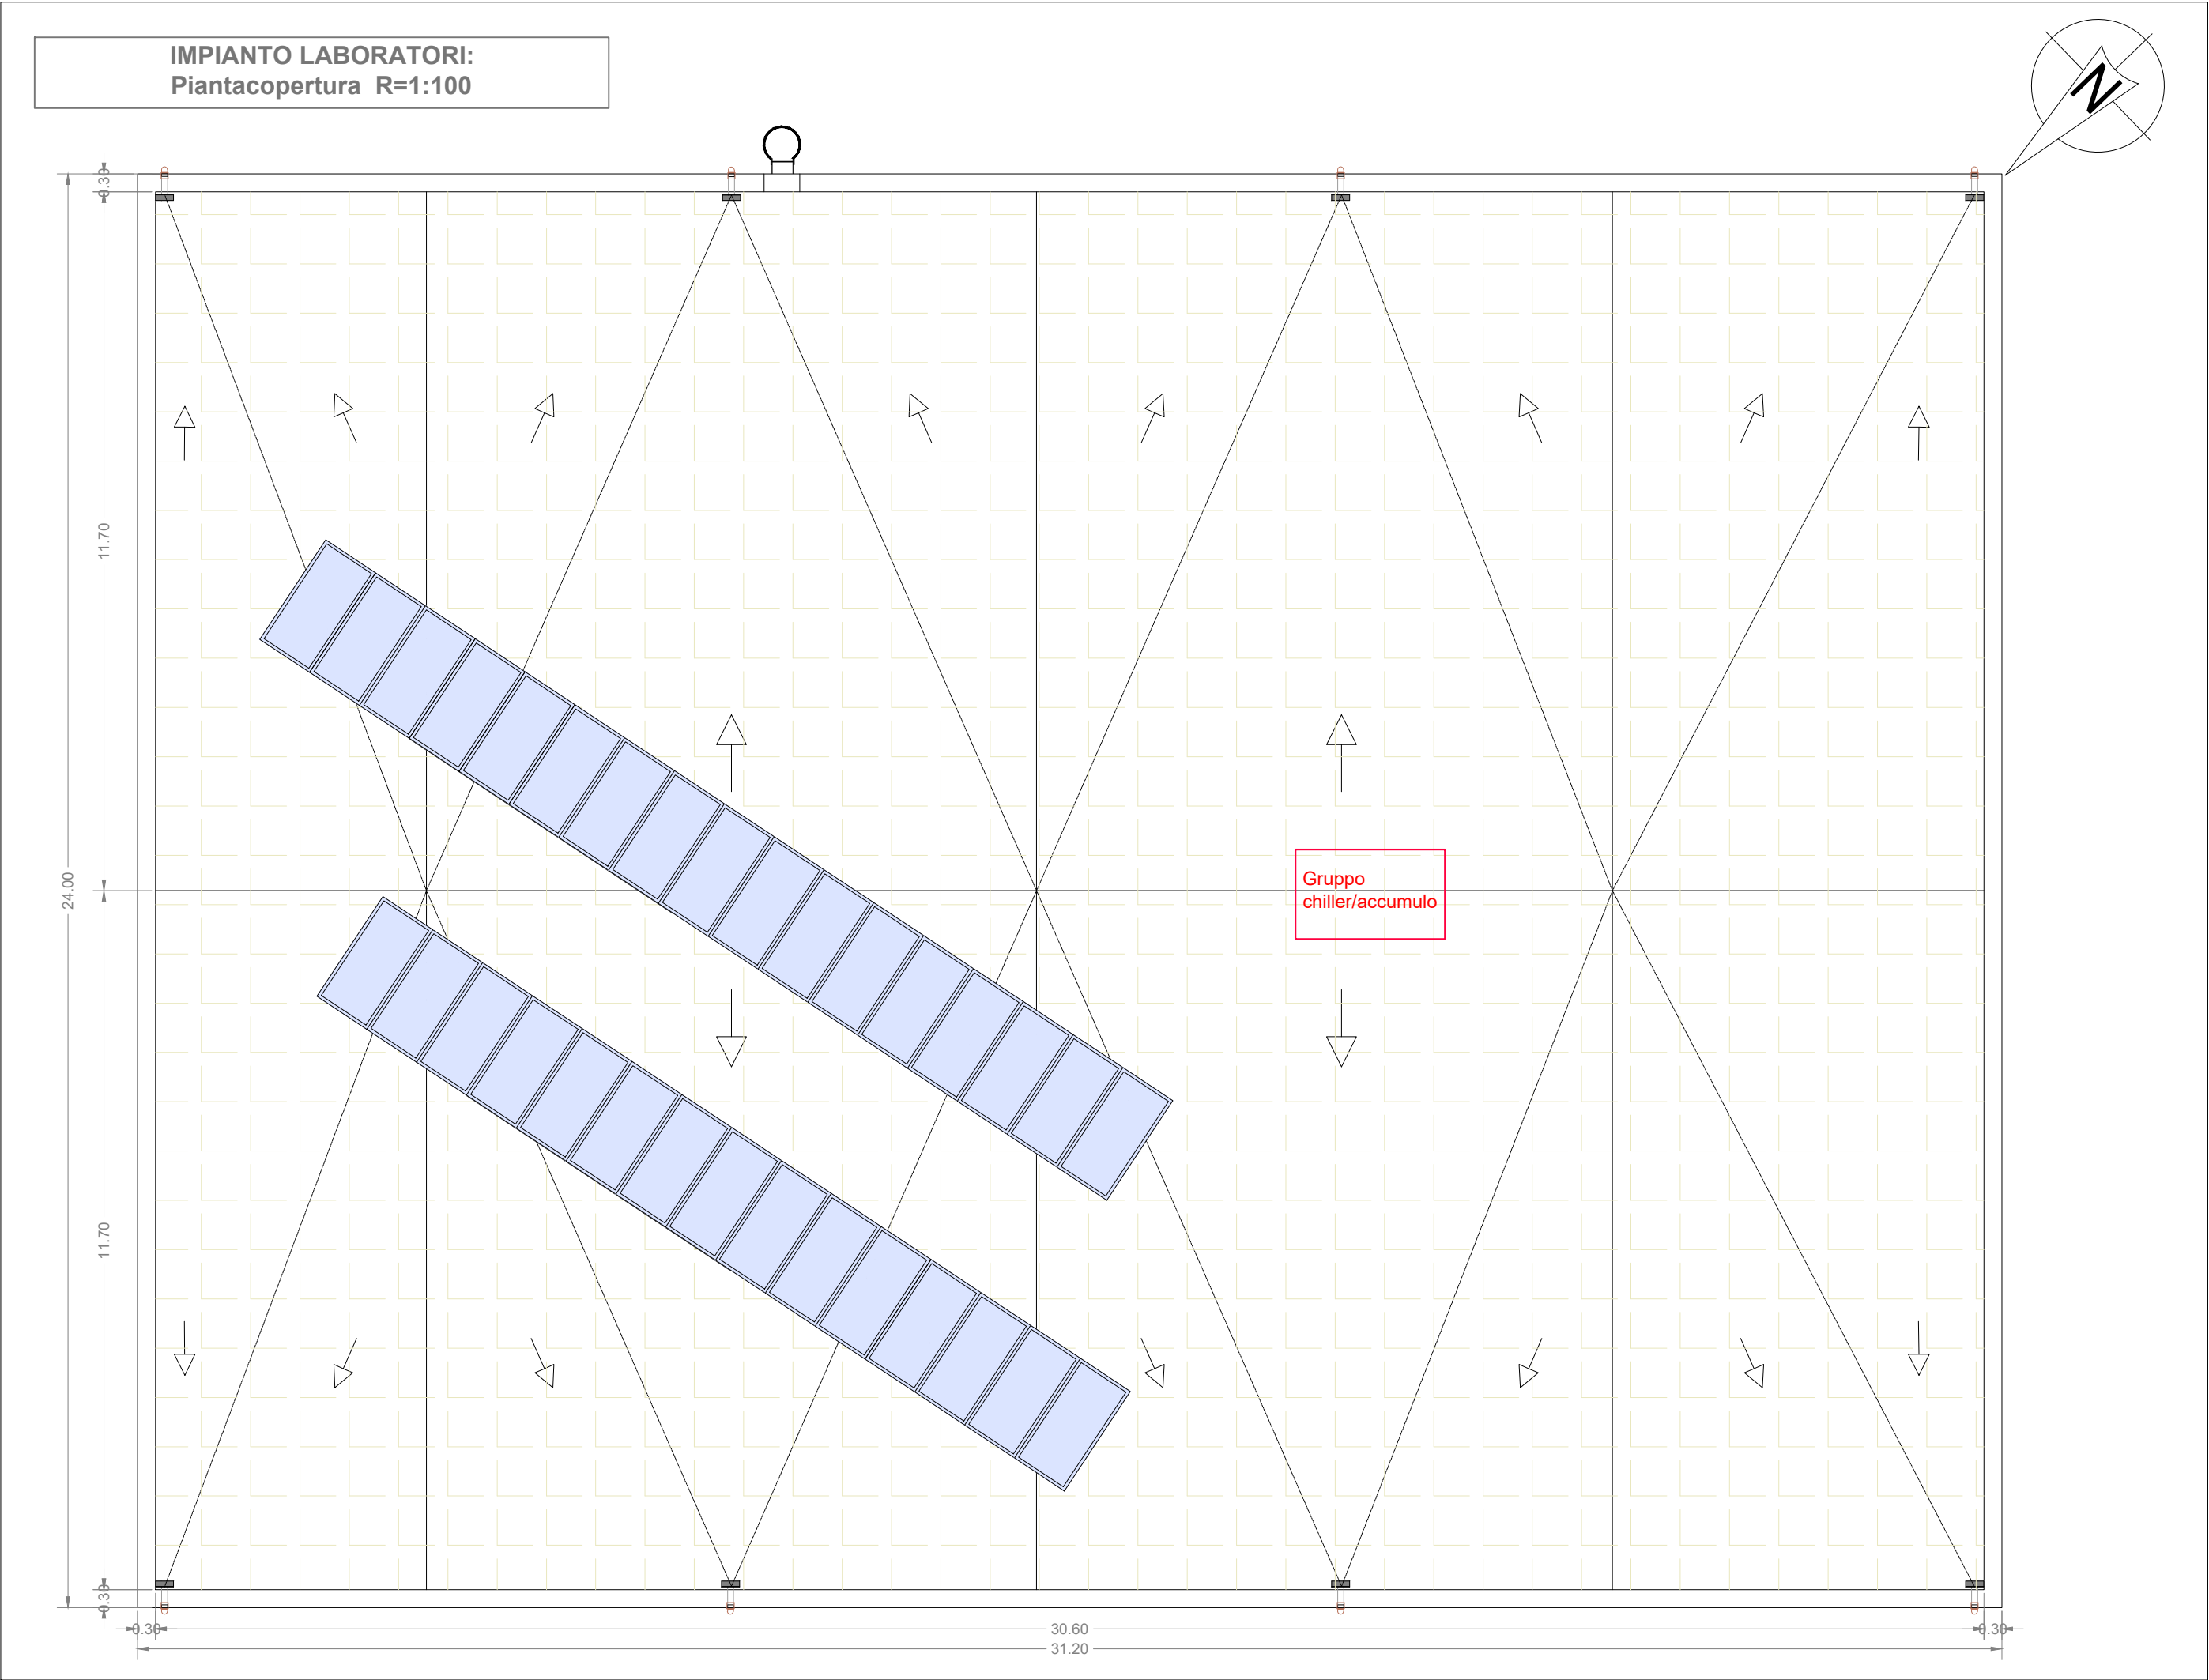 IMPIANTO LABORATORI:
Piantacopertura R=1:100
N
0.30
11.70
24.00
Gruppo
chiller/accumulo
11.70
0.30
0.30
30.60
0.30
31.20